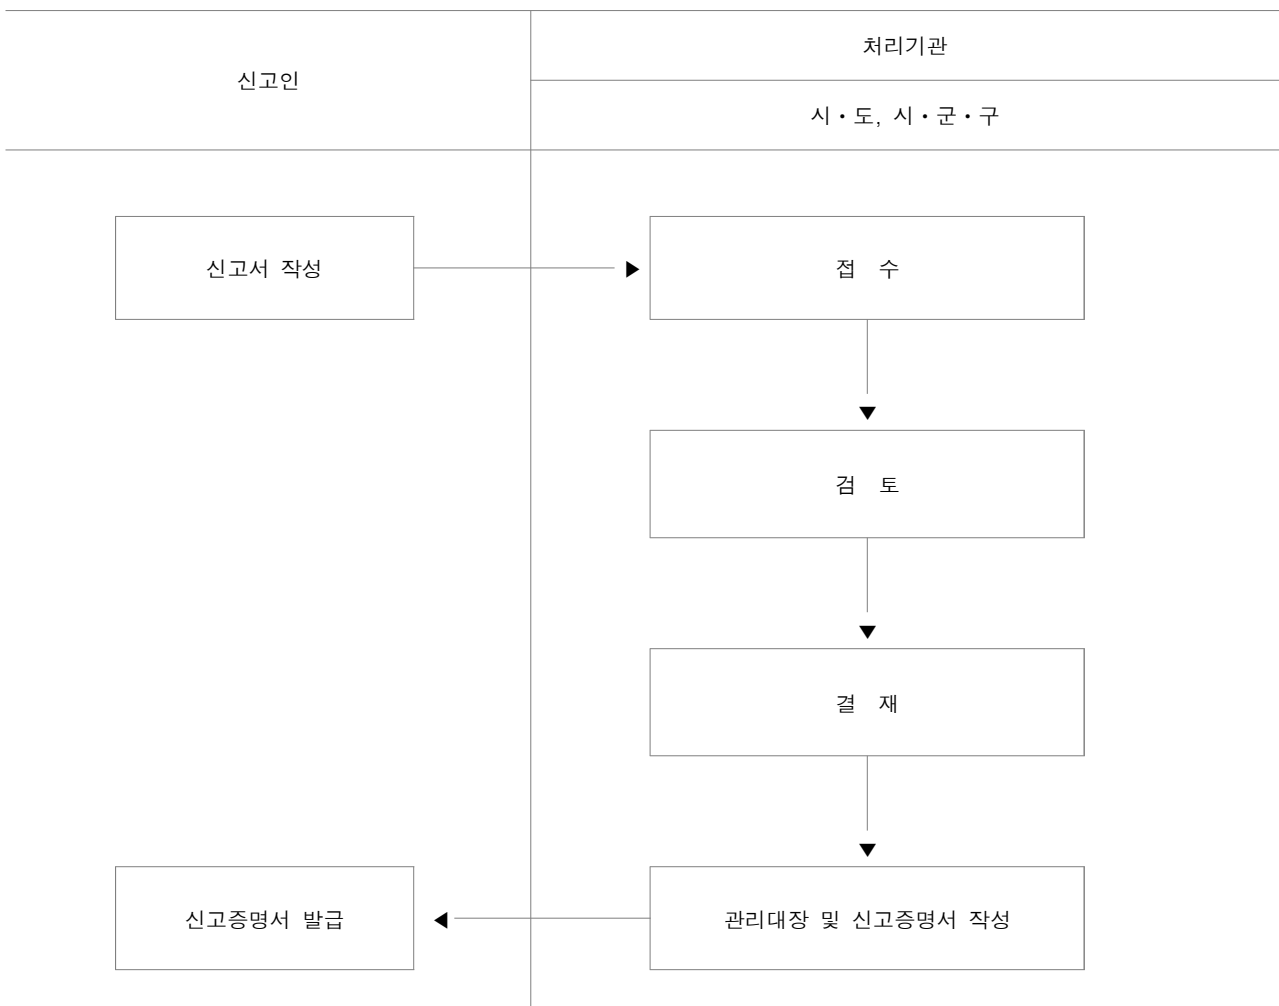 신고인
처리기관
시・도, 시・군・구
신고서 작성
접 수
검 토
결 재
신고증명서 발급
관리대장 및 신고증명서 작성